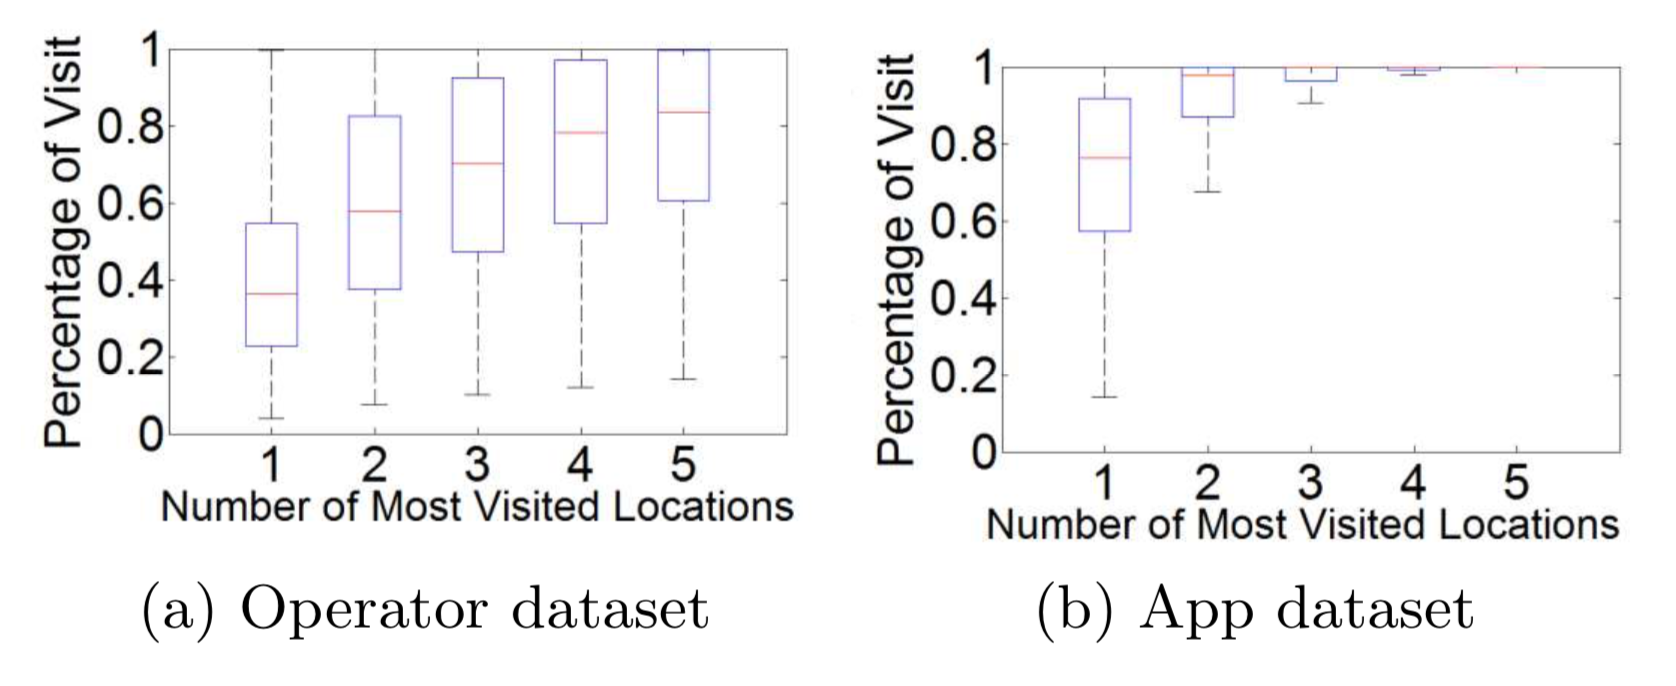 Percentage of Visit
1
0.8
0.6
0.4
0.2
0
1 2 3 4 5
Number of Most Visited Locations
(a) Operator dataset
Percentage of Visit
1
0.8
0.6
0.4
0.2
0
1 2 3 4 5
Number of Most Visited Locations
(b) App dataset